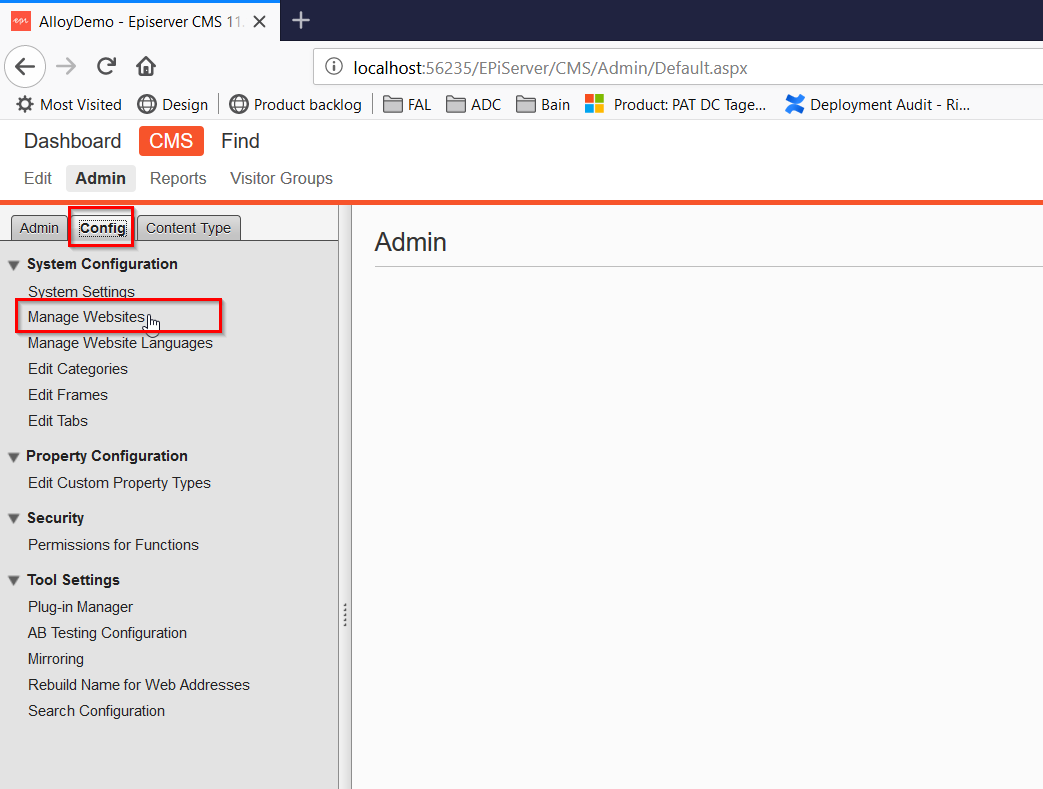 AlloyDemo - Episerver CMS 11.
localhost:56235/EPiServer/CMS/Admin/Default.aspx
Most Visited Design Product backlog FAL ADC Bain Product: PAT DC Tage... Deployment Audit - Ri...
Dashboard CMS Find
Edit Admin Reports Visitor Groups
Admin Config Content Type
Admin
System Configuration
System Settings
Manage Websites
Manage Website Languages
Edit Categories
Edit Frames
Edit Tabs
Property Configuration
Edit Custom Property Types
Security
Permissions for Functions
Tool Settings
Plug-in Manager
AB Testing Configuration
Mirroring
Rebuild Name for Web Addresses
Search Configuration